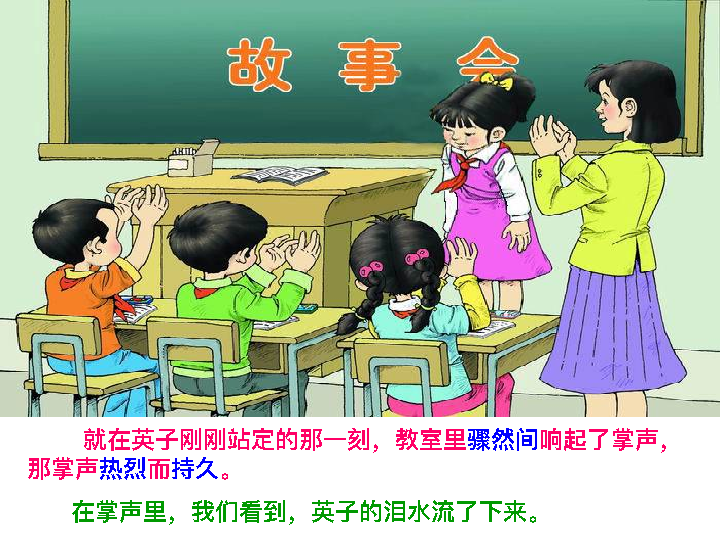 故事会
就在英子刚刚站定的那一刻，教室里骤然间响起了掌声，
那掌声热烈而持久。
在掌声里，我们看到，英子的泪水流了下来。